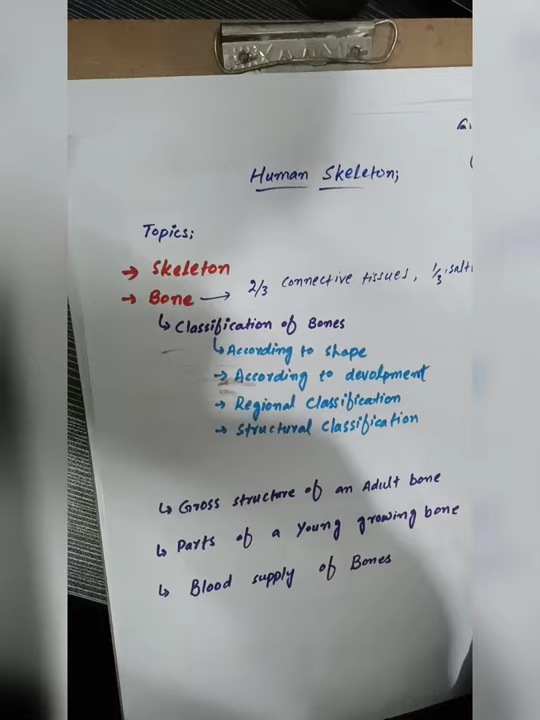 Human Skeleton;
Topics;
→ Skeleton
→ Bone → 2/3 connective tissues, 1/3 salts
↳ Classification of Bones
↳ According to shape
→ According to devolpment
→ Regional Classification
→ Structural Classification
↳ Gross structure of an Adult bone
↳ Parts of a Young growing bone
↳ Blood supply of Bones